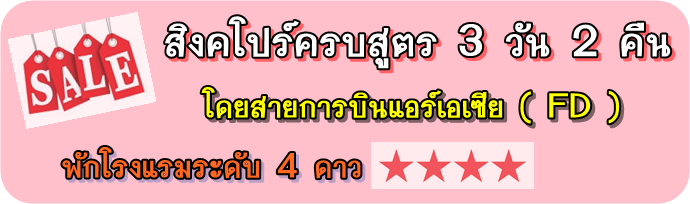 SALE
สิงคโปร์ครบสูตร 3 วัน 2 คืน
โดยสายการบินแอร์เอเชีย ( FD )
พักโรงแรมระดับ 4 ดาว